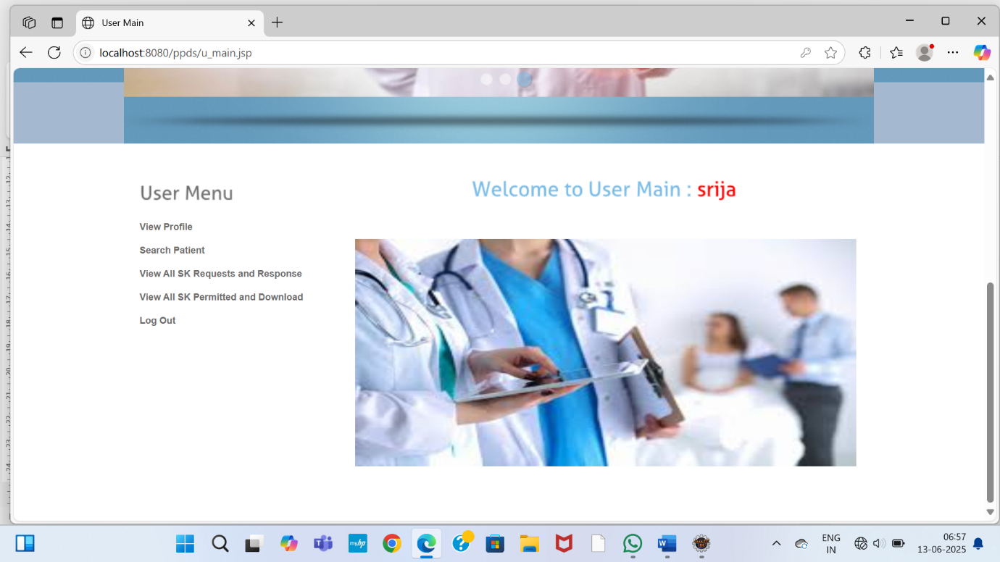 User Main
localhost:8080/ppds/u_main.jsp
User Menu
Welcome to User Main : srija
View Profile
Search Patient
View All SK Requests and Response
View All SK Permitted and Download
Log Out
myhp
ENG
IN
06:57
13-06-2025